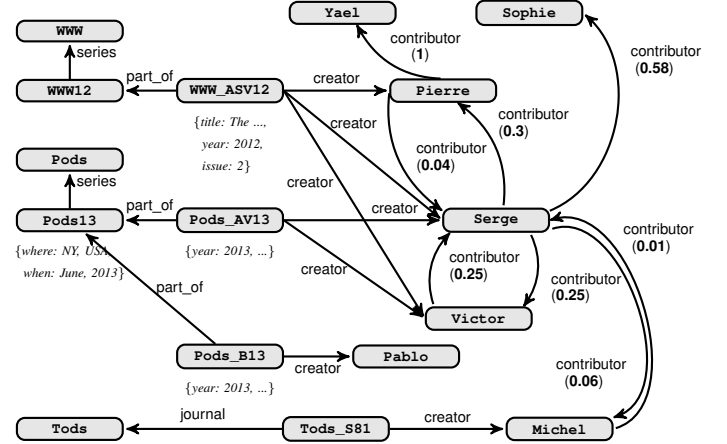 Yael
Sophie
WWW
contributor
(1)
contributor
(0.58)
series
part_of
creator
WWW12
WWW_ASV12
Pierre
{title: The ...,
year: 2012,
issue: 2}
creator
contributor
(0.3)
contributor
(0.04)
Pods
series
creator
part_of
creator
Pods13
Pods_AV13
Serge
{where: NY, USA,
when: June, 2013}
{year: 2013, ...}
creator
contributor
(0.25)
contributor
(0.01)
contributor
(0.25)
part_of
Victor
Pods_B13
creator
Pablo
{year: 2013, ...}
contributor
(0.06)
journal
creator
Tods
Tods_S81
Michel